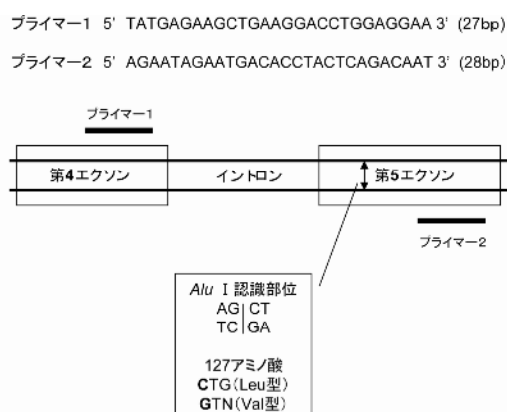 プライマー1 5' TATGAGAAGCTGAAGGACCTGGAGGAA 3' (27bp)
プライマー2 5' AGAATAGAATGACACCTACTCAGACAAT 3' (28bp)
プライマー1
第4エクソン
イントロン
第5エクソン
プライマー2
Alu I 認識部位
AG|CT
TC|GA
127アミノ酸
CTG(Leu型)
GTN(Val型)